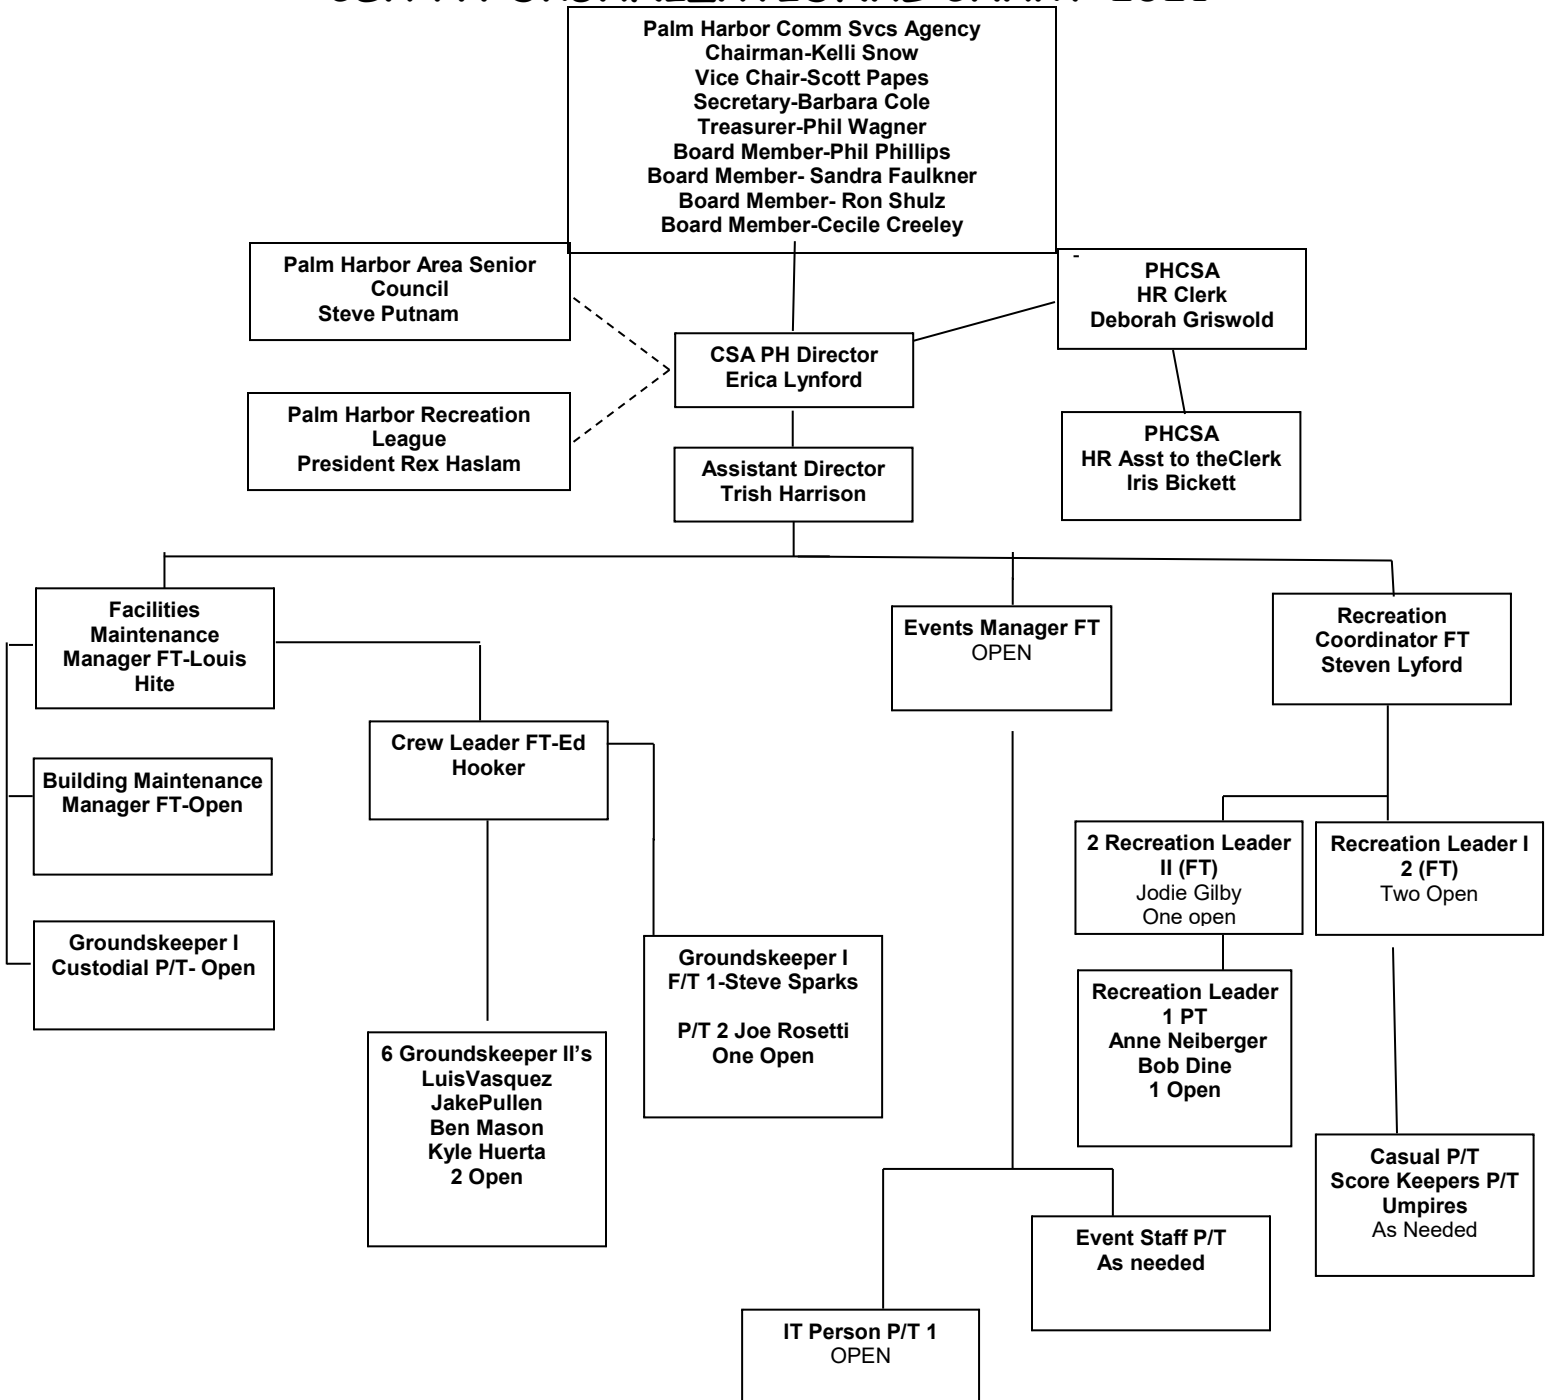 Palm Harbor Comm Svcs Agency
Chairman-Kelli Snow
Vice Chair-Scott Papes
Secretary-Barbara Cole
Treasurer-Phil Wagner
Board Member-Phil Phillips
Board Member- Sandra Faulkner
Board Member- Ron Shulz
Board Member-Cecile Creeley
Palm Harbor Area Senior
Council
Steve Putnam
-
PHCSA
HR Clerk
Deborah Griswold
CSA PH Director
Erica Lynford
Palm Harbor Recreation
League
President Rex Haslam
PHCSA
HR Asst to theClerk
Iris Bickett
Assistant Director
Trish Harrison
Facilities
Maintenance
Manager FT-Louis
Hite
Events Manager FT
OPEN
Recreation
Coordinator FT
Steven Lyford
Crew Leader FT-Ed
Hooker
Building Maintenance
Manager FT-Open
2 Recreation Leader
II (FT)
Jodie Gilby
One open
Recreation Leader I
2 (FT)
Two Open
Groundskeeper I
Custodial P/T- Open
Groundskeeper I
F/T 1-Steve Sparks
P/T 2 Joe Rosetti
One Open
Recreation Leader
1 PT
Anne Neiberger
Bob Dine
1 Open
6 Groundskeeper II’s
LuisVasquez
JakePullen
Ben Mason
Kyle Huerta
2 Open
Casual P/T
Score Keepers P/T
Umpires
As Needed
Event Staff P/T
As needed
IT Person P/T 1
OPEN